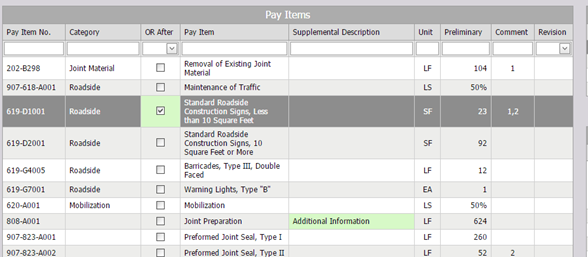 Pay Items
Pay Item No. Category OR After Pay Item Supplemental Description Unit Preliminary Comment Revision
202-B298 Joint Material Removal of Existing Joint Material LF 104 1
907-618-A001 Roadside Maintenance of Traffic LS 50%
619-D1001 Roadside Standard Roadside Construction Signs, Less than 10 Square Feet SF 23 1,2
619-D2001 Roadside Standard Roadside Construction Signs, 10 Square Feet or More SF 92
619-G4005 Roadside Barricades, Type III, Double Faced LF 12
619-G7001 Roadside Warning Lights, Type "B" EA 1
620-A001 Mobilization Mobilization LS 50%
808-A001 Joint Preparation Additional Information LF 624
907-823-A001 Preformed Joint Seal, Type I LF 260
907-823-A002 Preformed Joint Seal, Type II LF 52 2